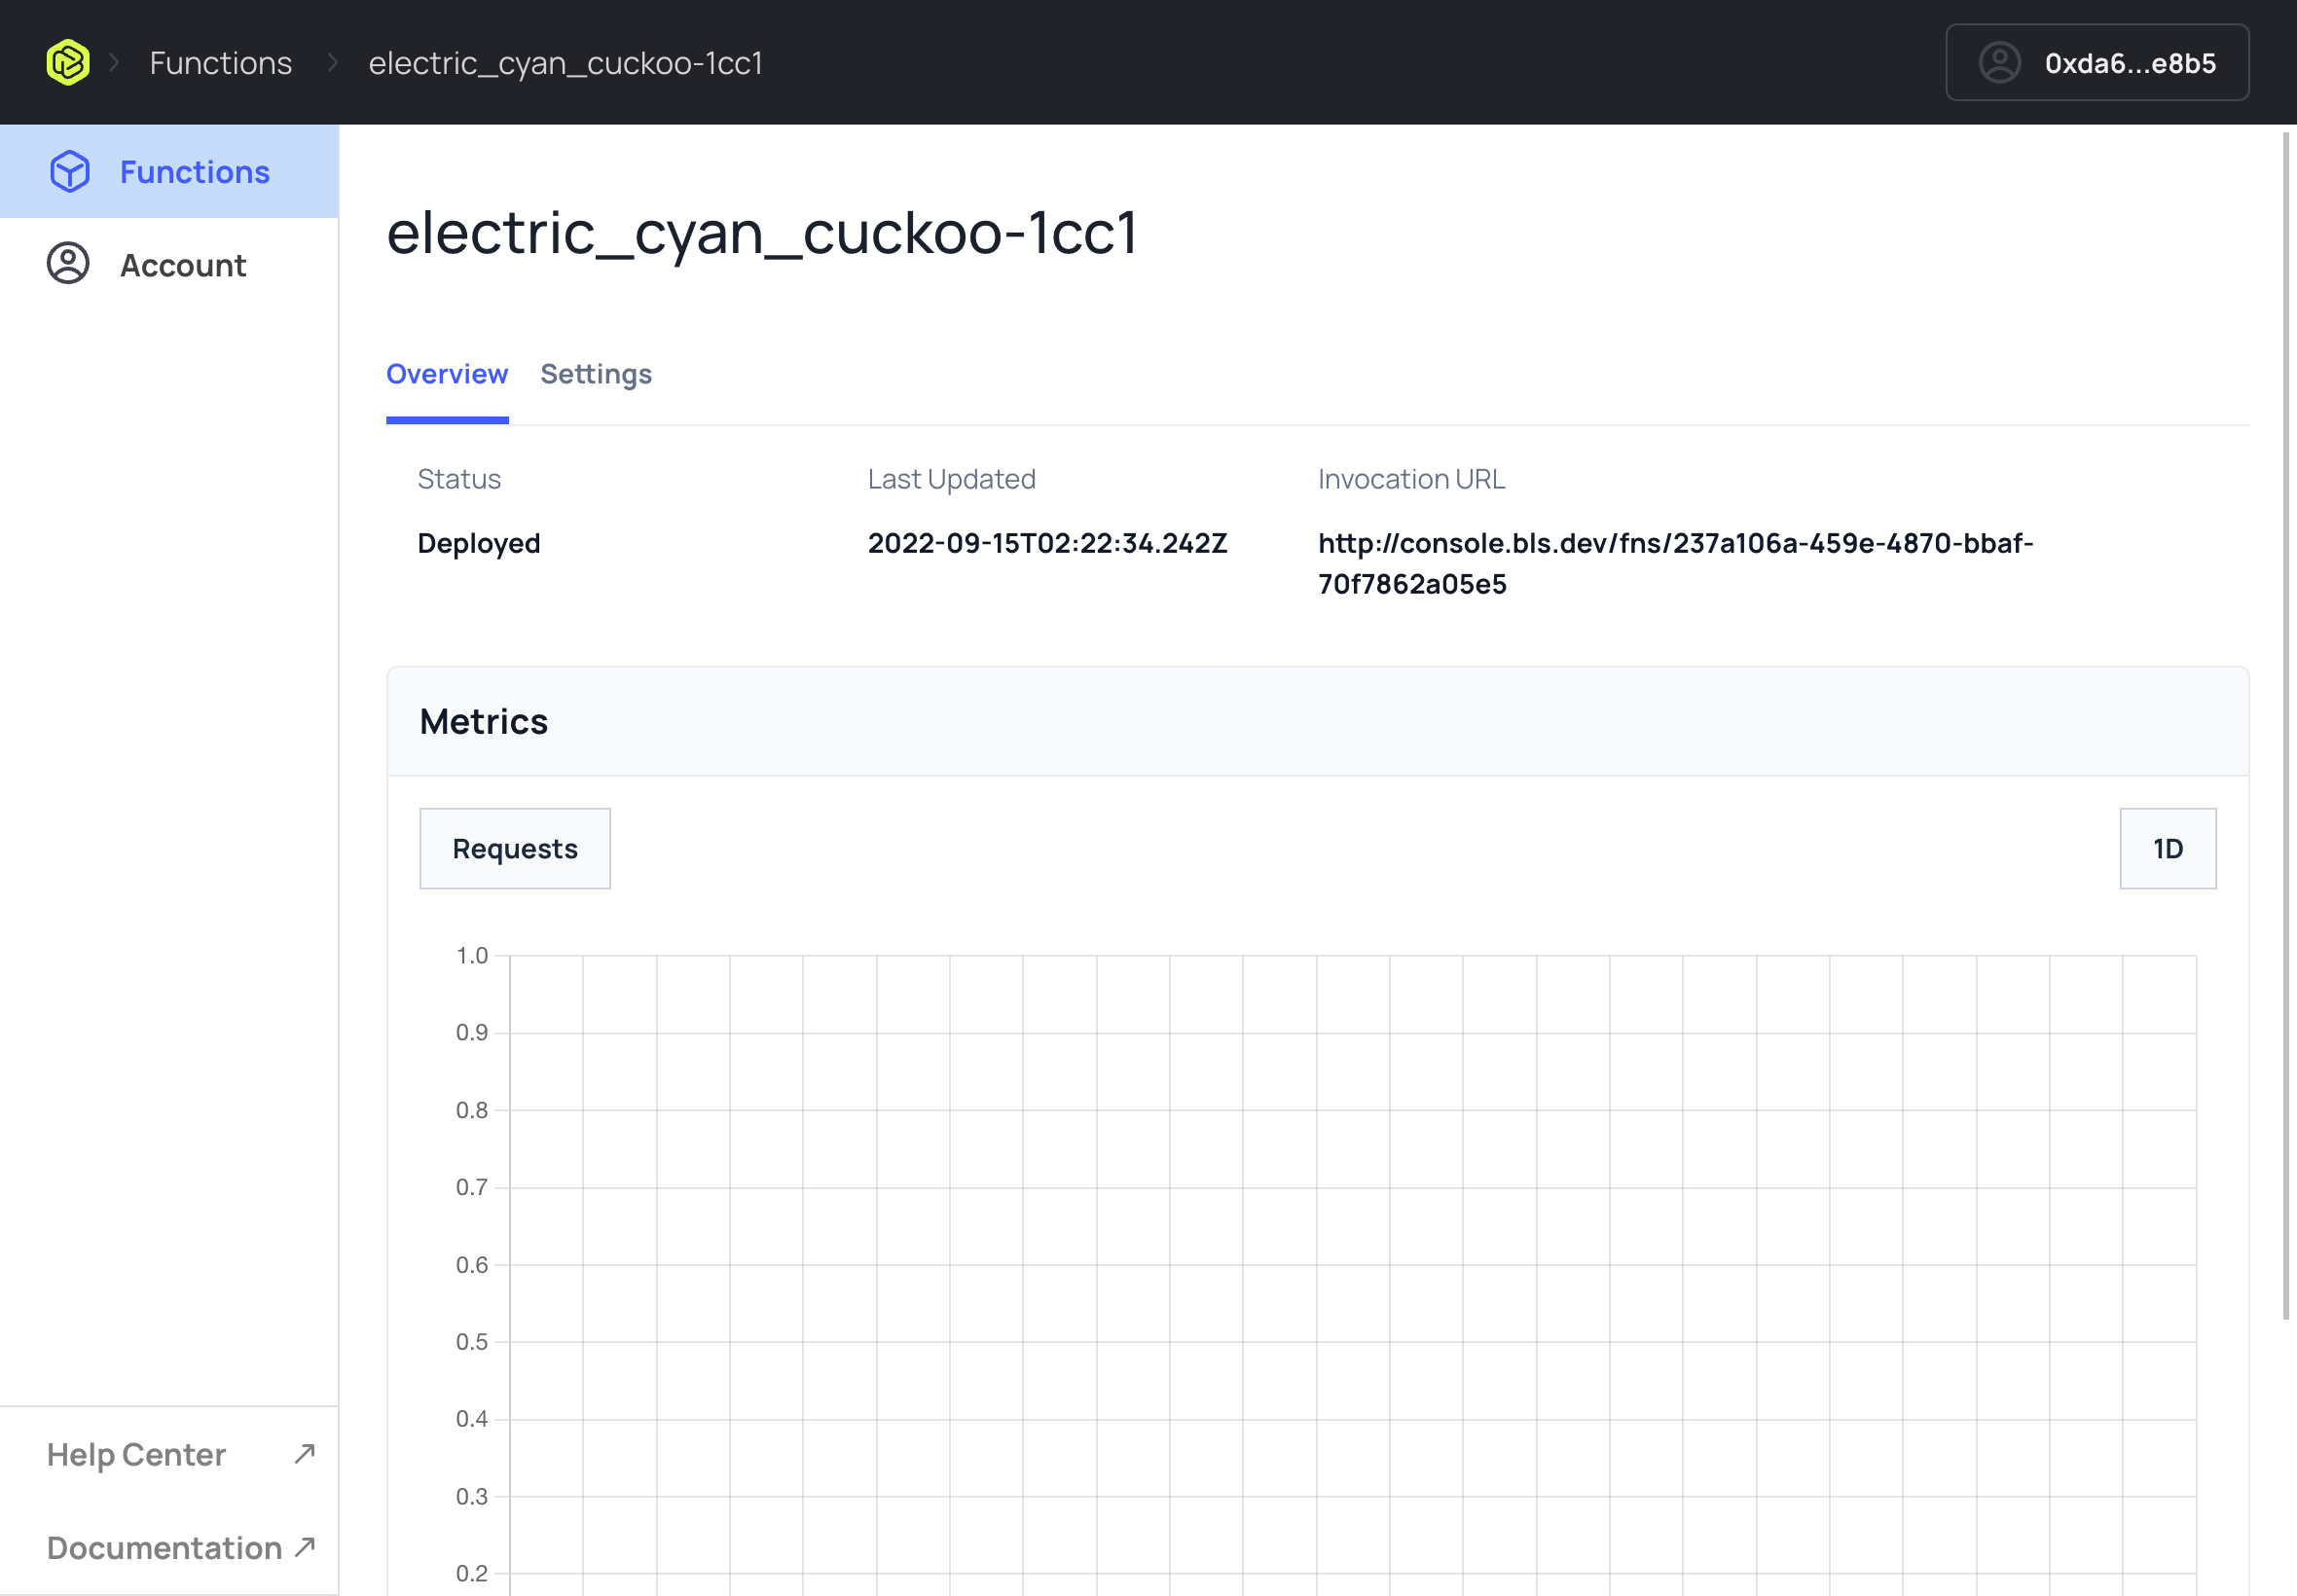 Functions
electric_cyan_cuckoo-1cc1
0xda6...e8b5
Functions
Account
electric_cyan_cuckoo-1cc1
Overview
Settings
Status
Last Updated
Invocation URL
Deployed
2022-09-15T02:22:34.242Z
http://console.bls.dev/fns/237a106a-459e-4870-bbaf-
70f7862a05e5
Metrics
Requests
1D
1.0
0.9
0.8
0.7
0.6
0.5
0.4
0.3
0.2
Help Center
Documentation